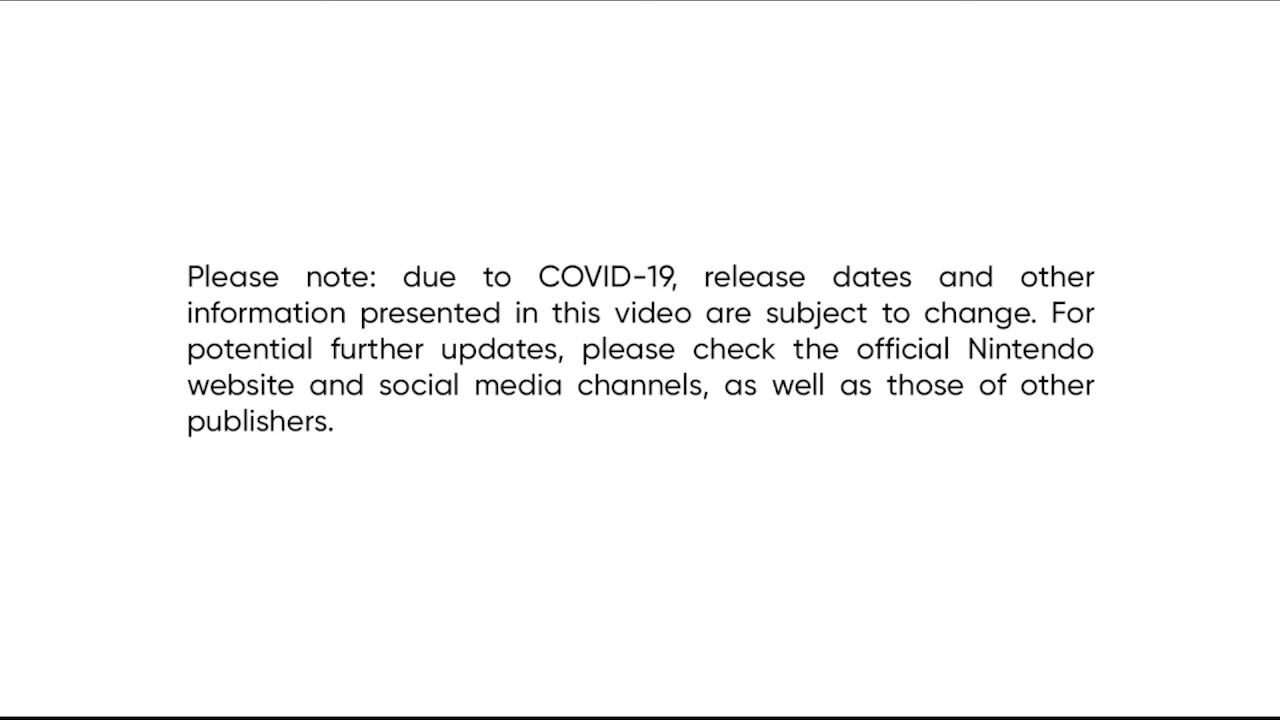 Please note: due to COVID-19, release dates and other
information presented in this video are subject to change. For
potential further updates, please check the official Nintendo
website and social media channels, as well as those of other
publishers.